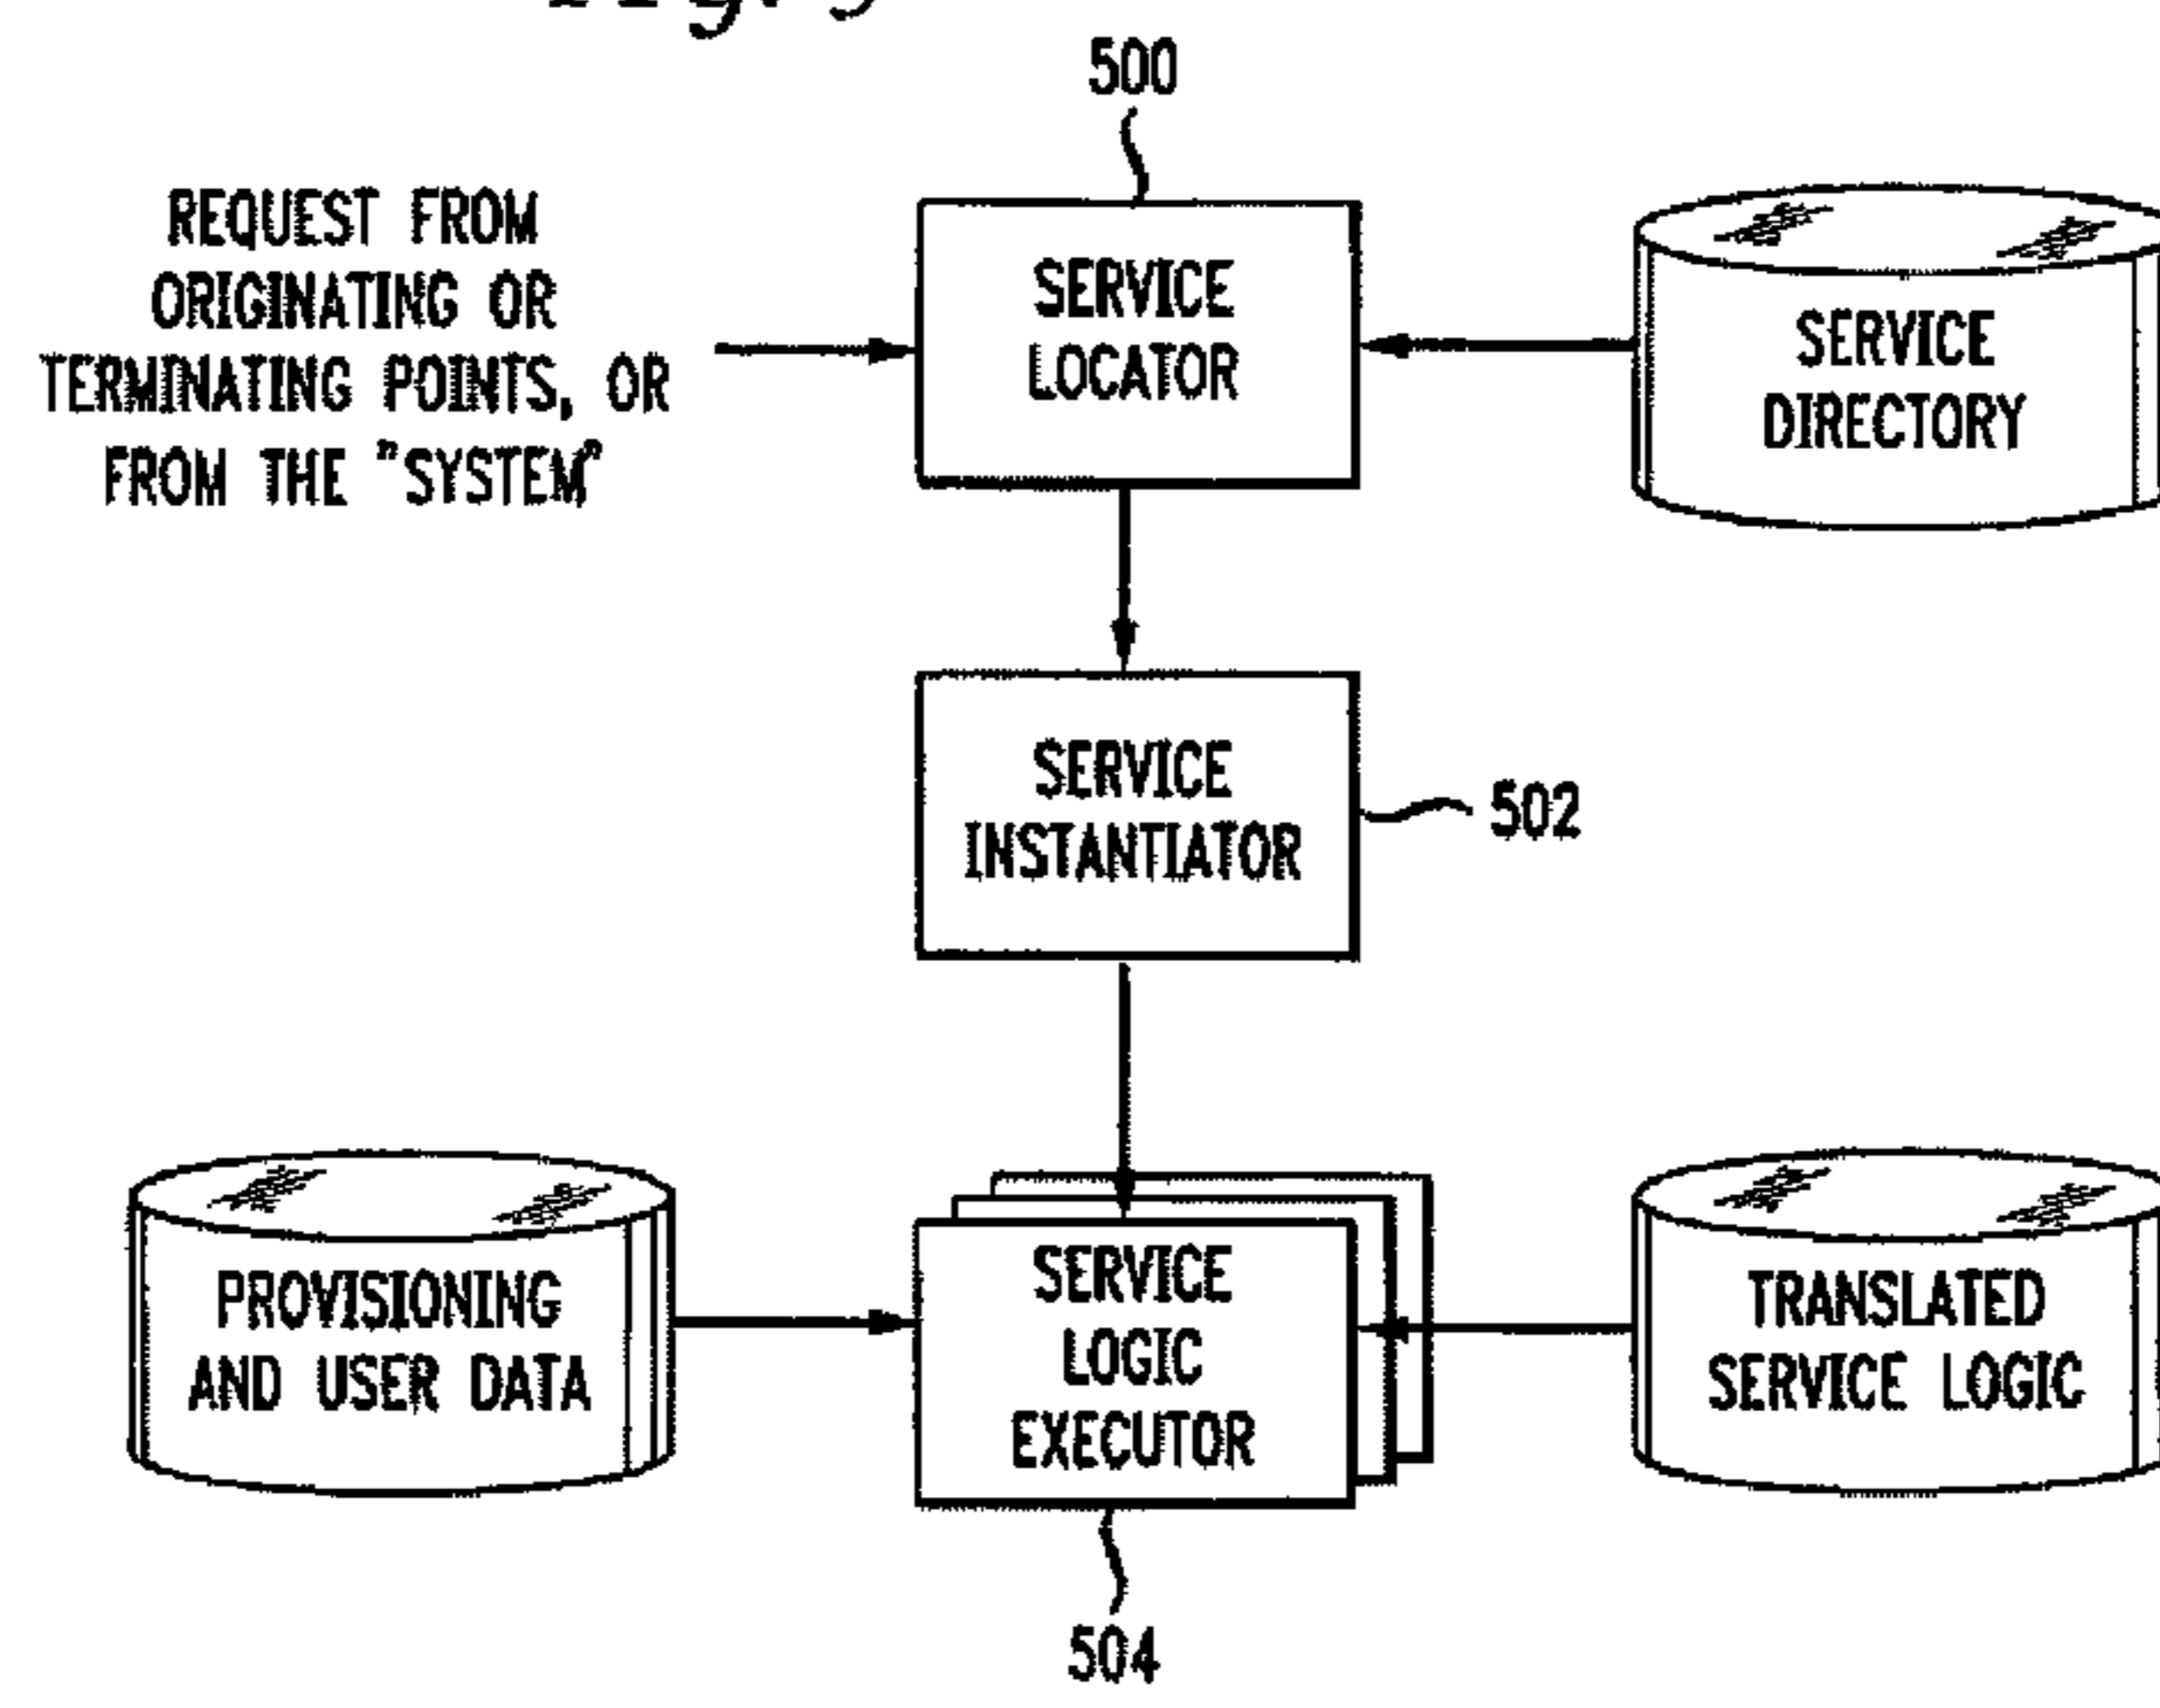 500
REQUEST FROM
ORIGINATING OR
TERMINATING POINTS, OR
FROM THE "SYSTEM"
SERVICE
LOCATOR
SERVICE
DIRECTORY
SERVICE
INSTANTIATOR
502
PROVISIONING
AND USER DATA
SERVICE
LOGIC
EXECUTOR
TRANSLATED
SERVICE LOGIC
504